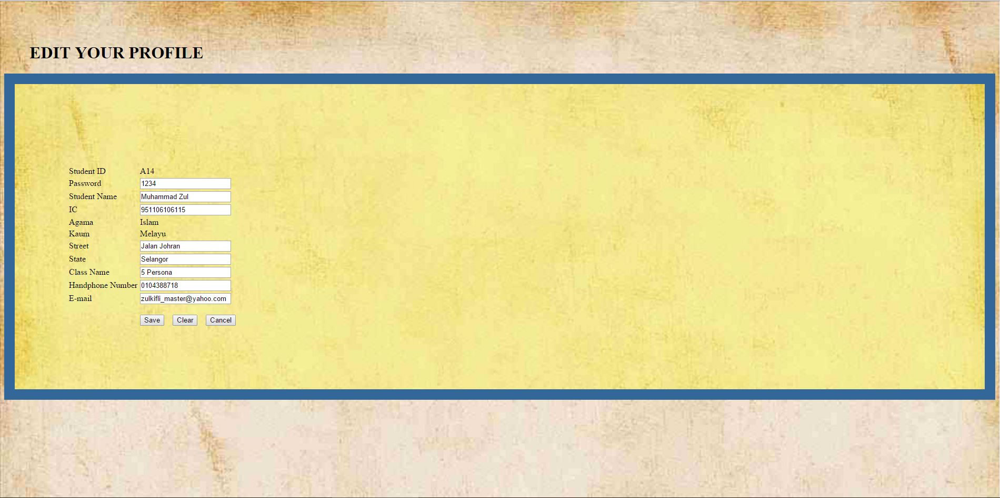 EDIT YOUR PROFILE
Student ID A14
Password 1234
Student Name Muhammad Zul
IC 951106106115
Agama Islam
Kaum Melayu
Street Jalan Johran
State Selangor
Class Name 5 Persona
Handphone Number 0104388718
E-mail zulkifli_master@yahoo.com
Save Clear Cancel